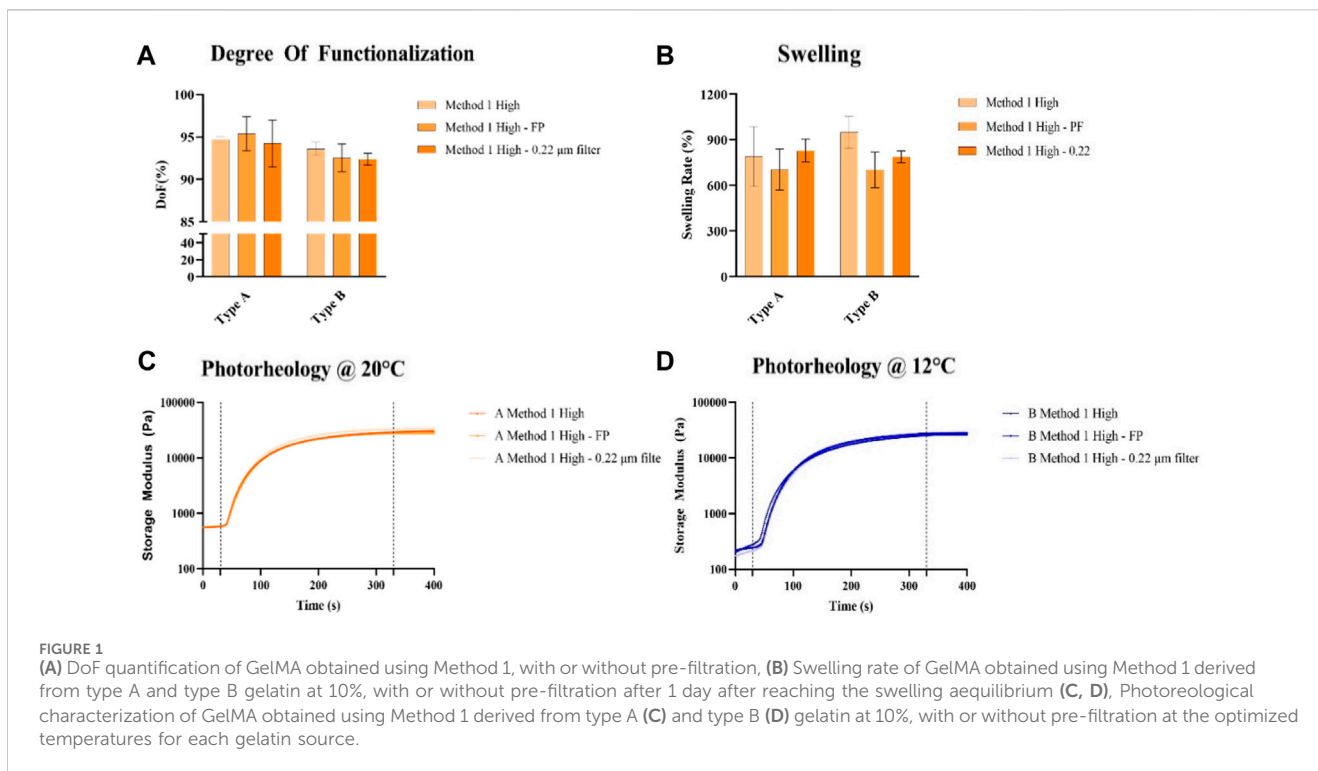 A Degree Of Functionalization
100
95
90
85
40
20
0
DoF(%)
Type A
Type B
Method 1 High
Method 1 High - FP
Method 1 High - 0.22 µm filter
B Swelling
1200
900
600
300
0
Swelling Rate (%)
Type A
Type B
Method 1 High
Method 1 High - PF
Method 1 High - 0.22
C Photorheology @ 20°C
100000
10000
1000
100
Storage Modulus (Pa)
0 100 200 300 400
Time (s)
A Method 1 High
A Method 1 High - FP
A Method 1 High - 0.22 µm filte
D Photorheology @ 12°C
100000
10000
1000
100
Storage Modulus (Pa)
0 100 200 300 400
Time (s)
B Method 1 High
B Method 1 High - FP
B Method 1 High - 0.22 µm filter
FIGURE 1
(A) DoF quantification of GelMA obtained using Method 1, with or without pre-filtration, (B) Swelling rate of GelMA obtained using Method 1 derived
from type A and type B gelatin at 10%, with or without pre-filtration after 1 day after reaching the swelling aequilibrium (C, D), Photoreological
characterization of GelMA obtained using Method 1 derived from type A (C) and type B (D) gelatin at 10%, with or without pre-filtration at the optimized
temperatures for each gelatin source.